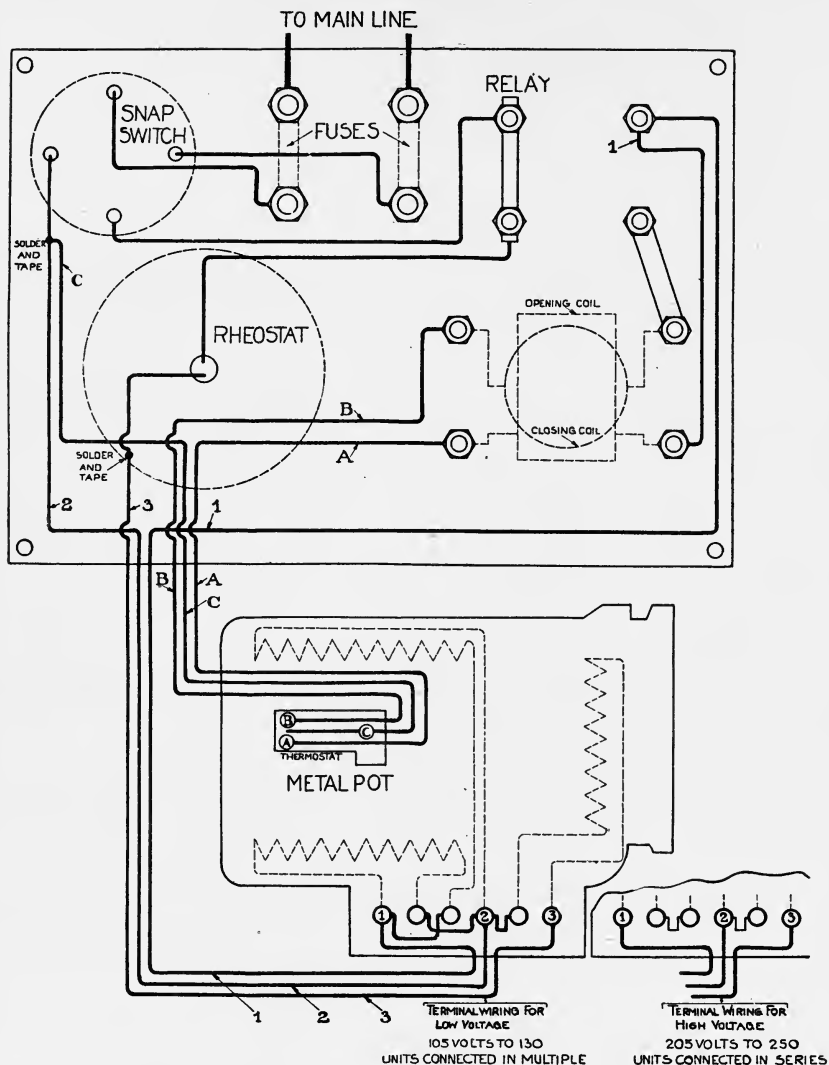 TO MAIN LINE
SNAP
SWITCH
FUSES
RELAY
1
SOLDER
AND
TAPE
C
RHEOSTAT
OPENING COIL
B
CLOSING COIL
A
SOLDER
AND
TAPE
2
3
1
B
A
C
B
C
A
THERMOSTAT
METAL POT
1
2
3
1
2
3
1
2
3
TERMINAL WIRING FOR
LOW VOLTAGE
105 VOLTS TO 130
UNITS CONNECTED IN MULTIPLE
TERMINAL WIRING FOR
HIGH VOLTAGE
205 VOLTS TO 250
UNITS CONNECTED IN SERIES